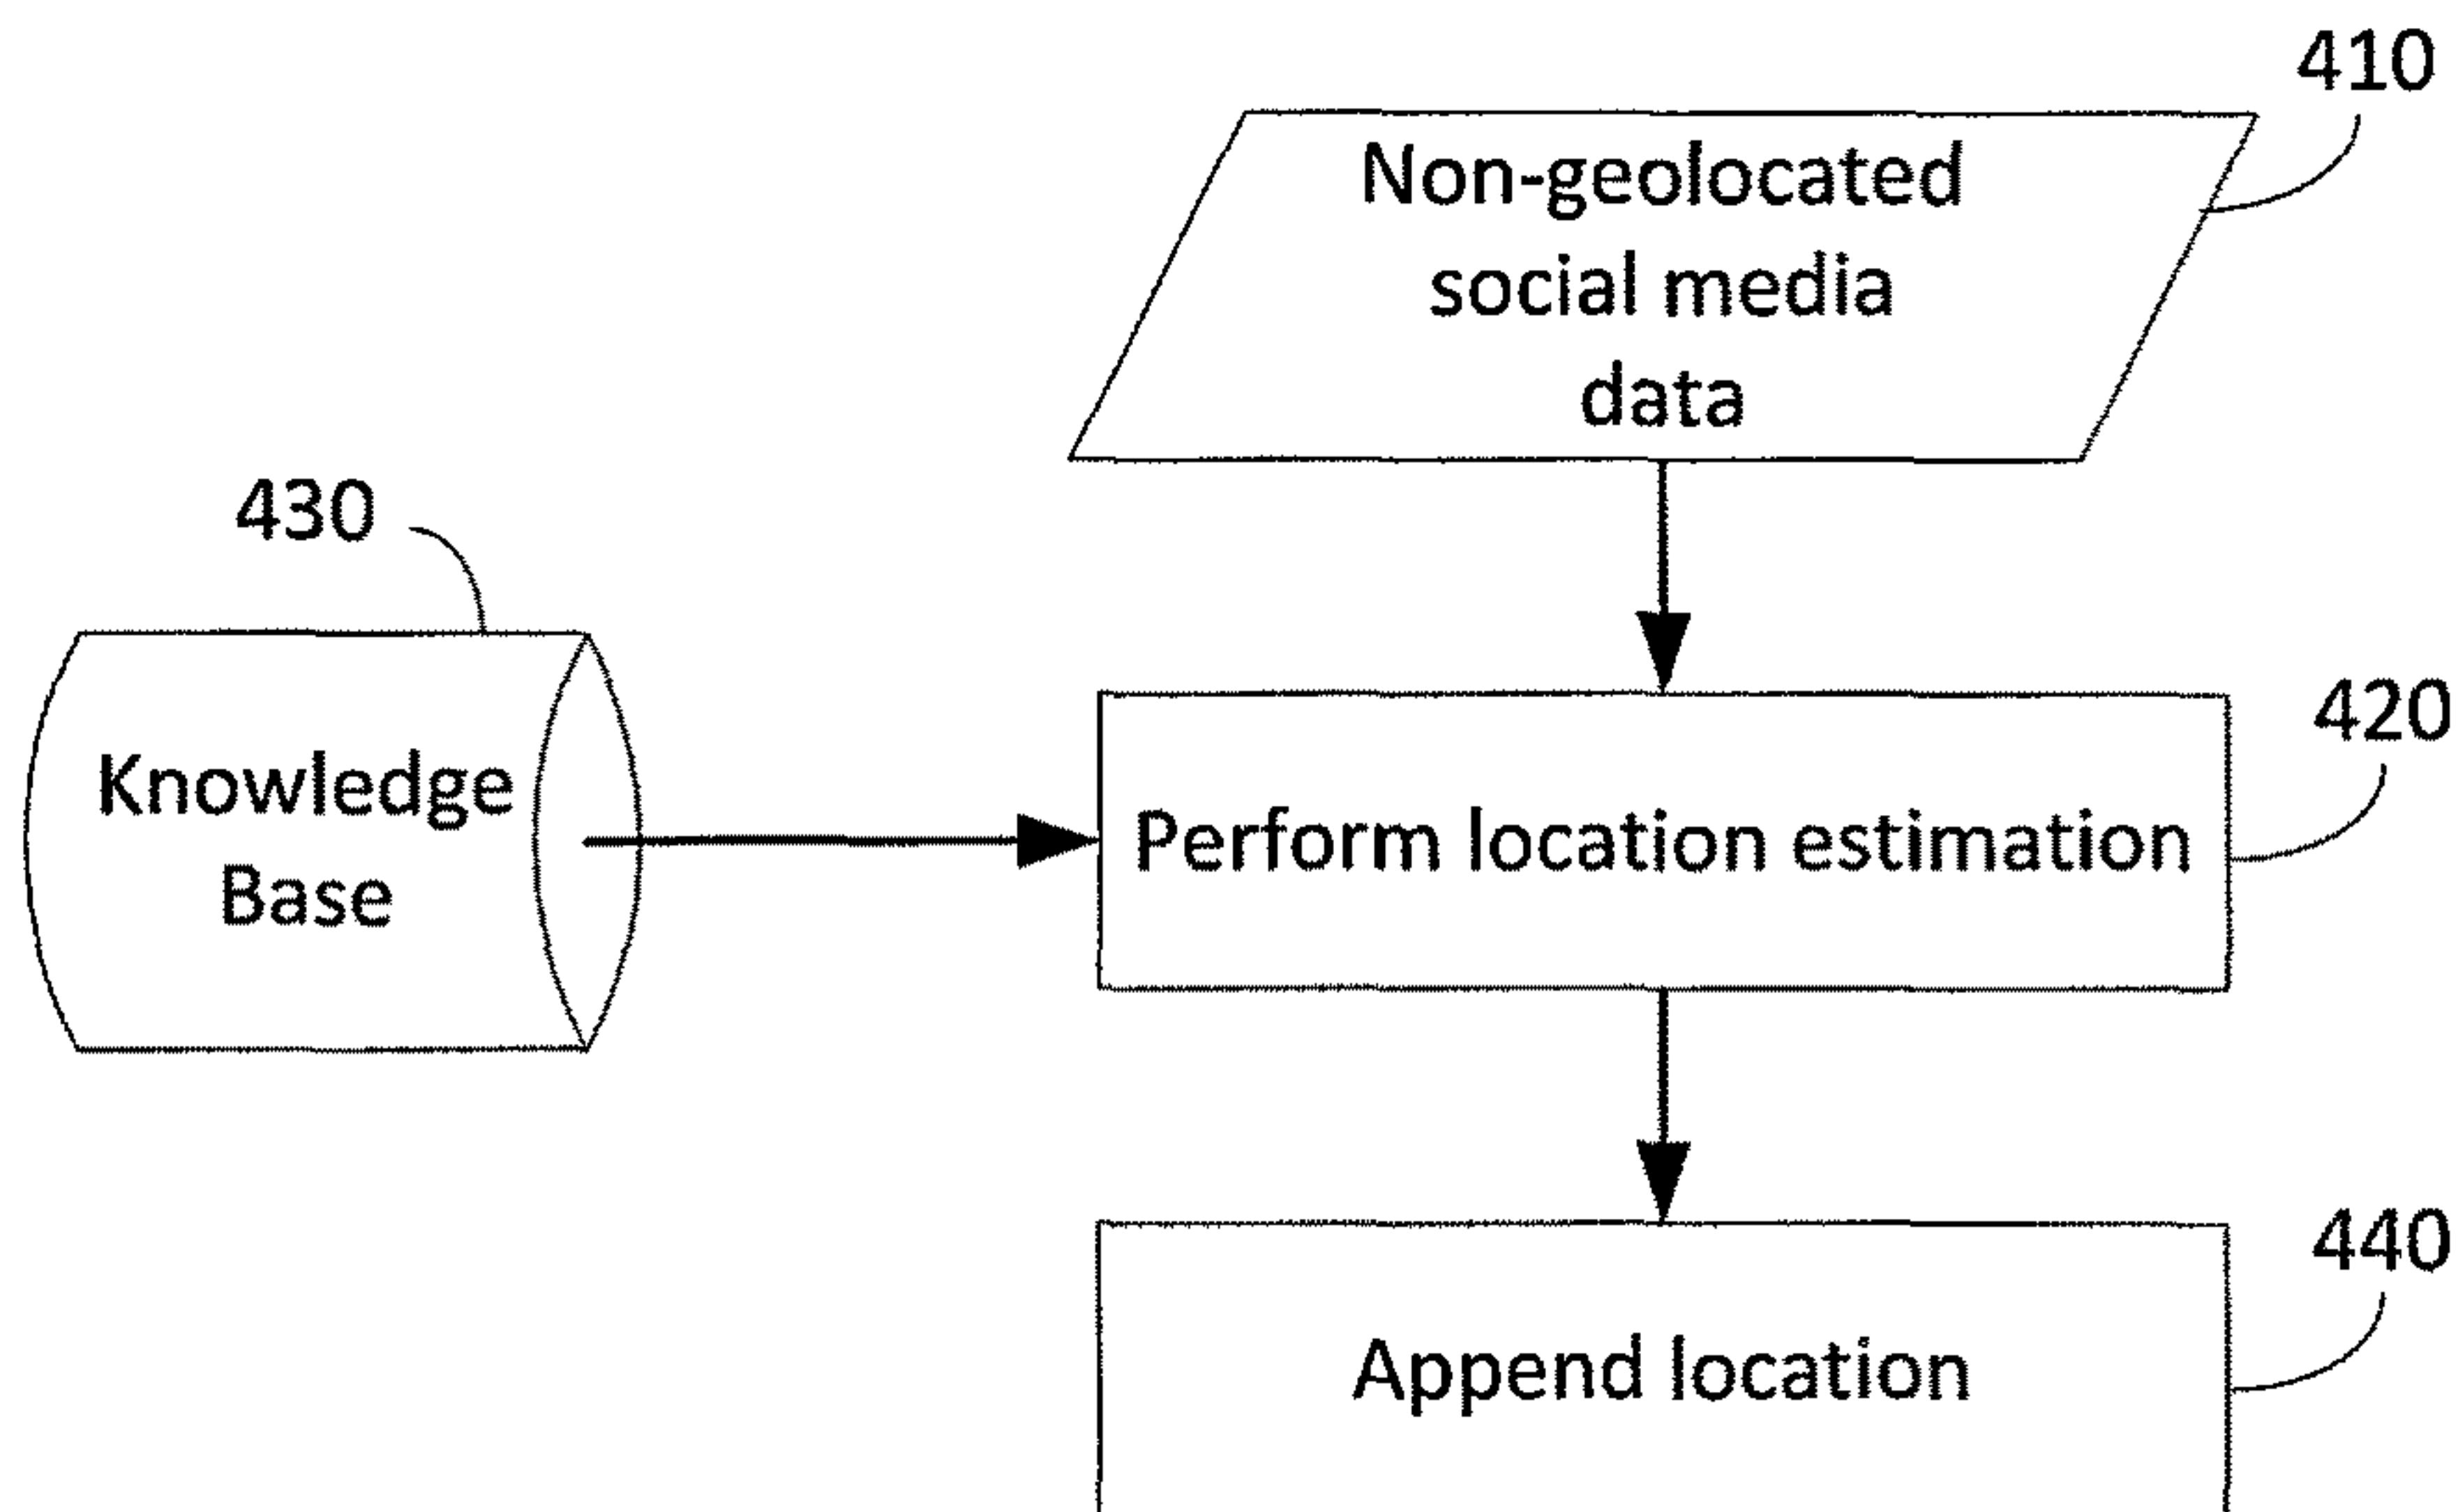 410
Non-geolocated
social media
data
430
Knowledge
Base
420
Perform location estimation
440
Append location